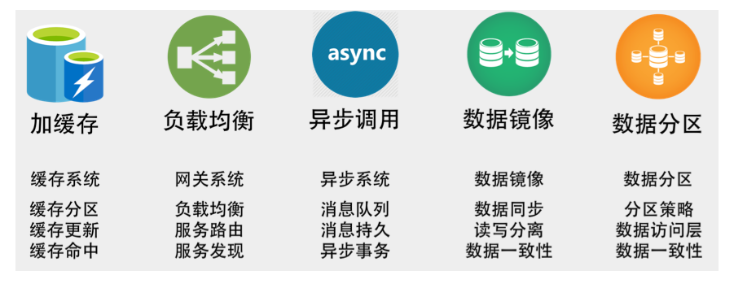 async
加缓存 负载均衡 异步调用 数据镜像 数据分区
缓存系统 网关系统 异步系统 数据镜像 数据分区
缓存分区 负载均衡 消息队列 数据同步 分区策略
缓存更新 服务路由 消息持久 读写分离 数据访问层
缓存命中 服务发现 异步事务 数据一致性 数据一致性